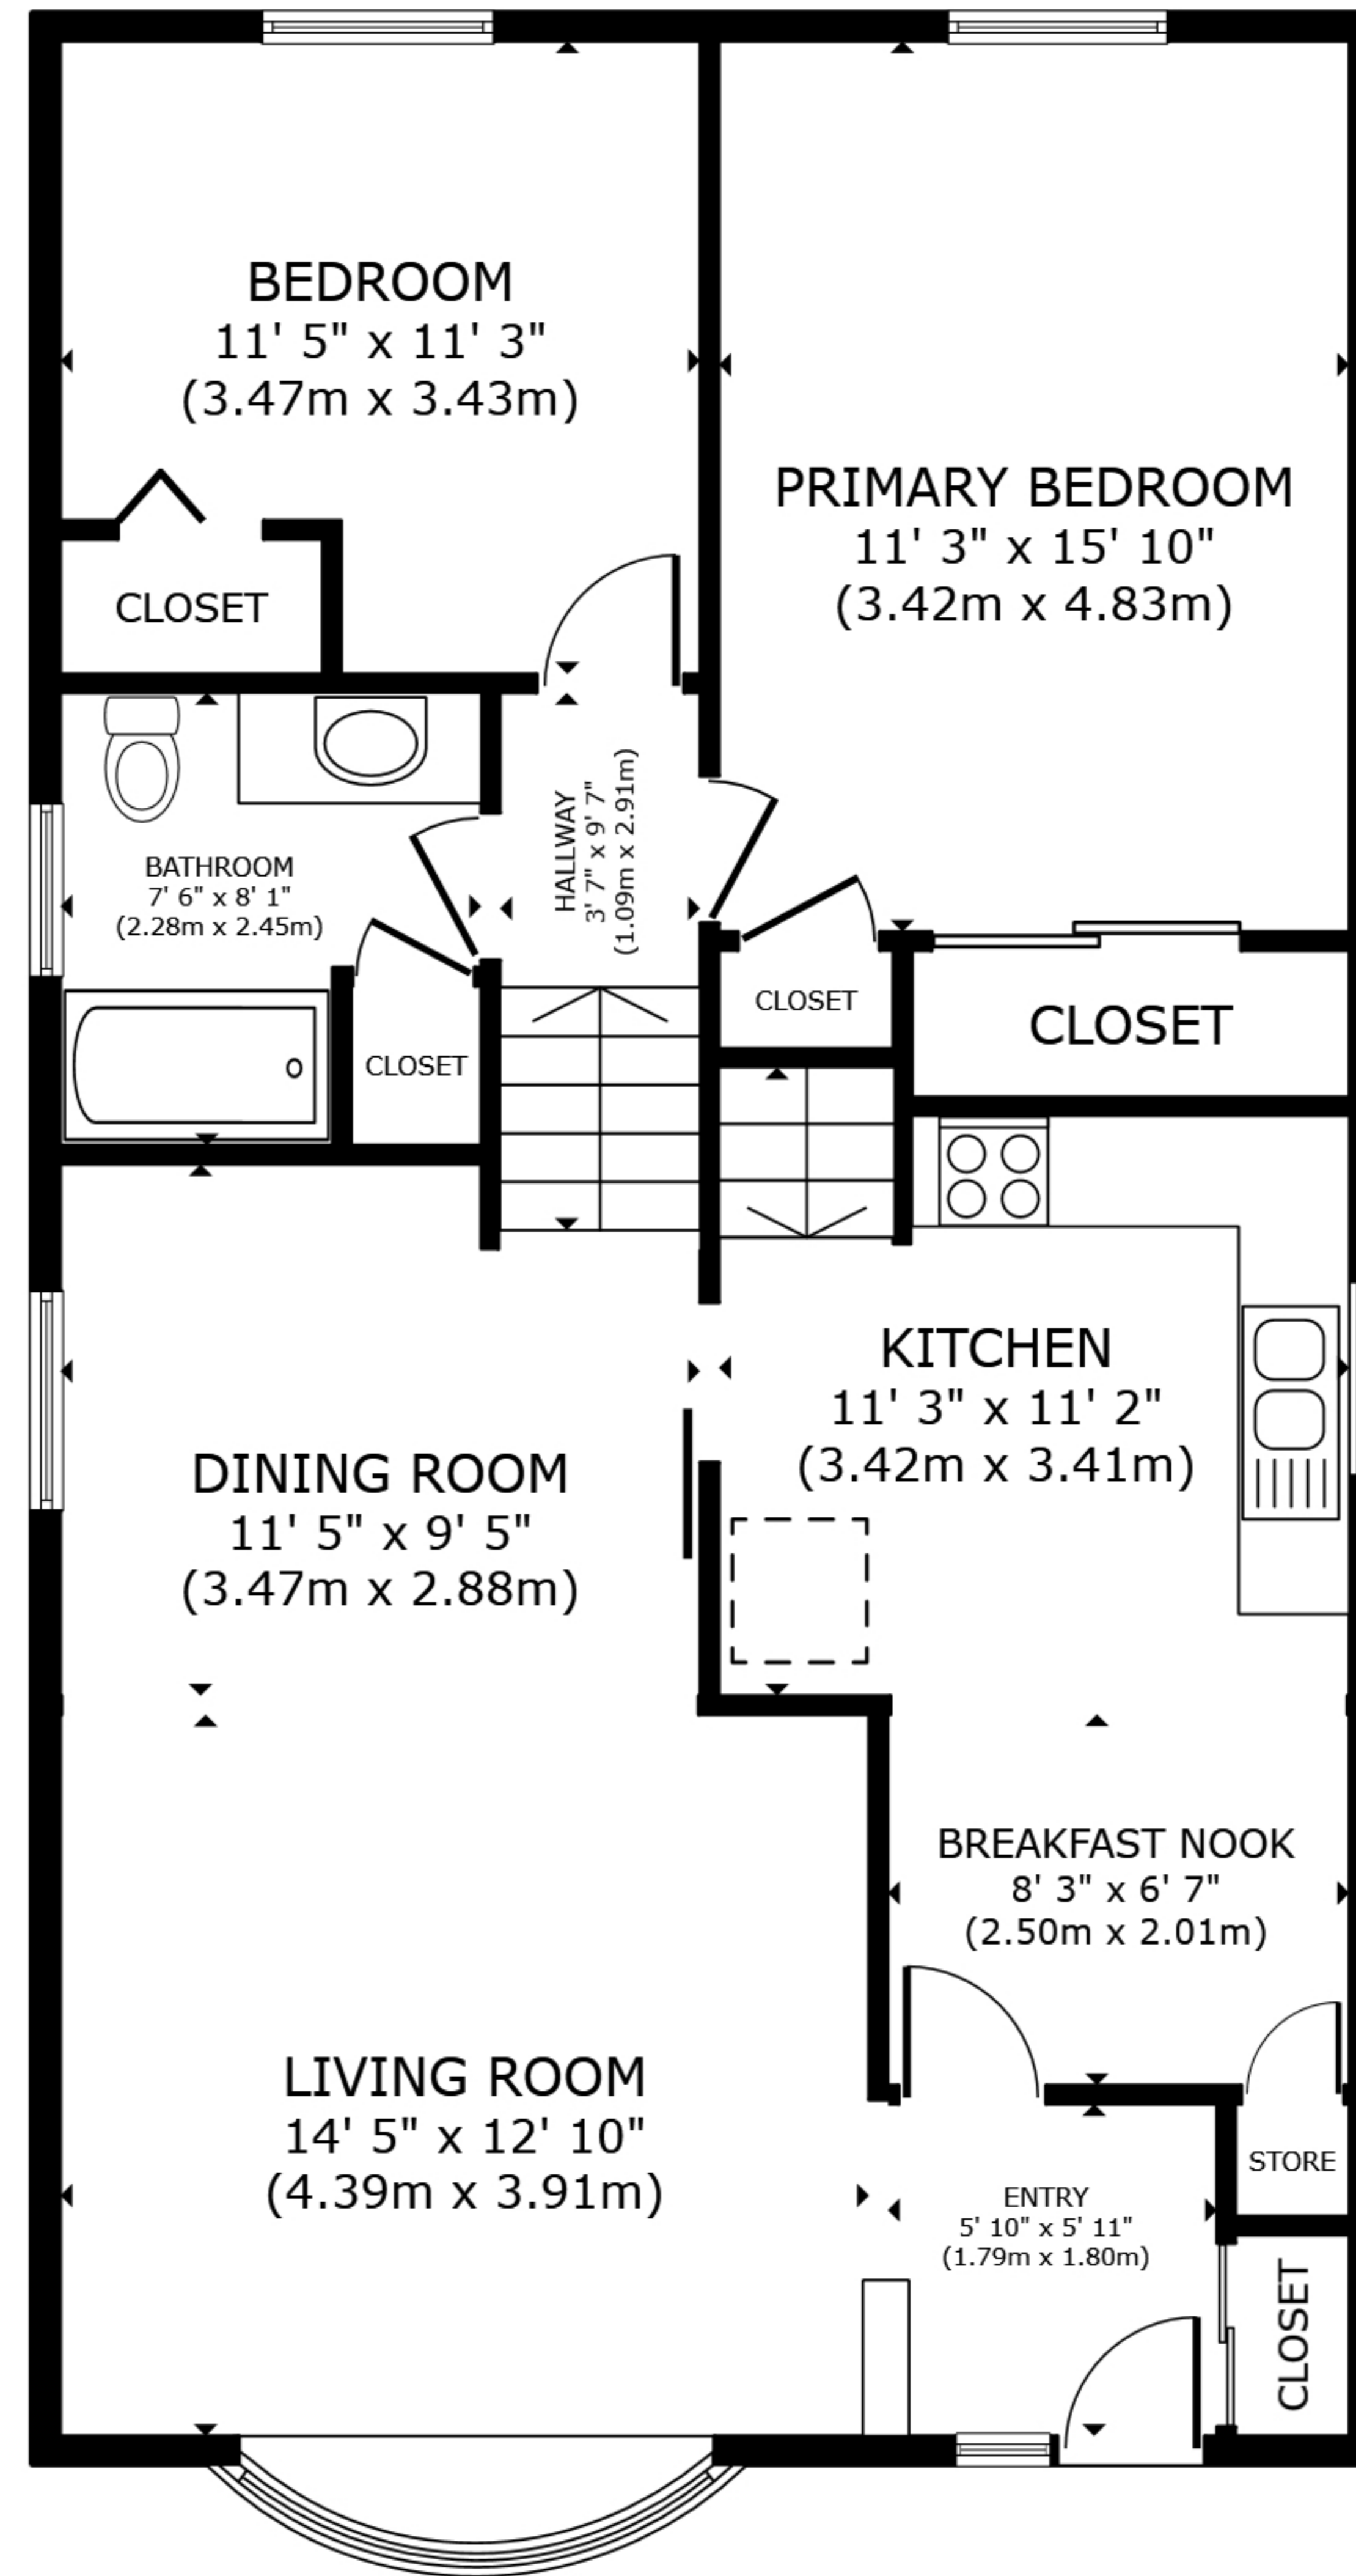 BEDROOM
11' 5" x 11' 3"
(3.47m x 3.43m)
PRIMARY BEDROOM
11' 3" x 15' 10"
(3.42m x 4.83m)
CLOSET
HALLWAY
3' 7" x 9' 7"
(1.09m x 2.91m)
BATHROOM
7' 6" x 8' 1"
(2.28m x 2.45m)
CLOSET
CLOSET
CLOSET
KITCHEN
11' 3" x 11' 2"
(3.42m x 3.41m)
DINING ROOM
11' 5" x 9' 5"
(3.47m x 2.88m)
BREAKFAST NOOK
8' 3" x 6' 7"
(2.50m x 2.01m)
LIVING ROOM
14' 5" x 12' 10"
(4.39m x 3.91m)
STORE
ENTRY
5' 10" x 5' 11"
(1.79m x 1.80m)
CLOSET